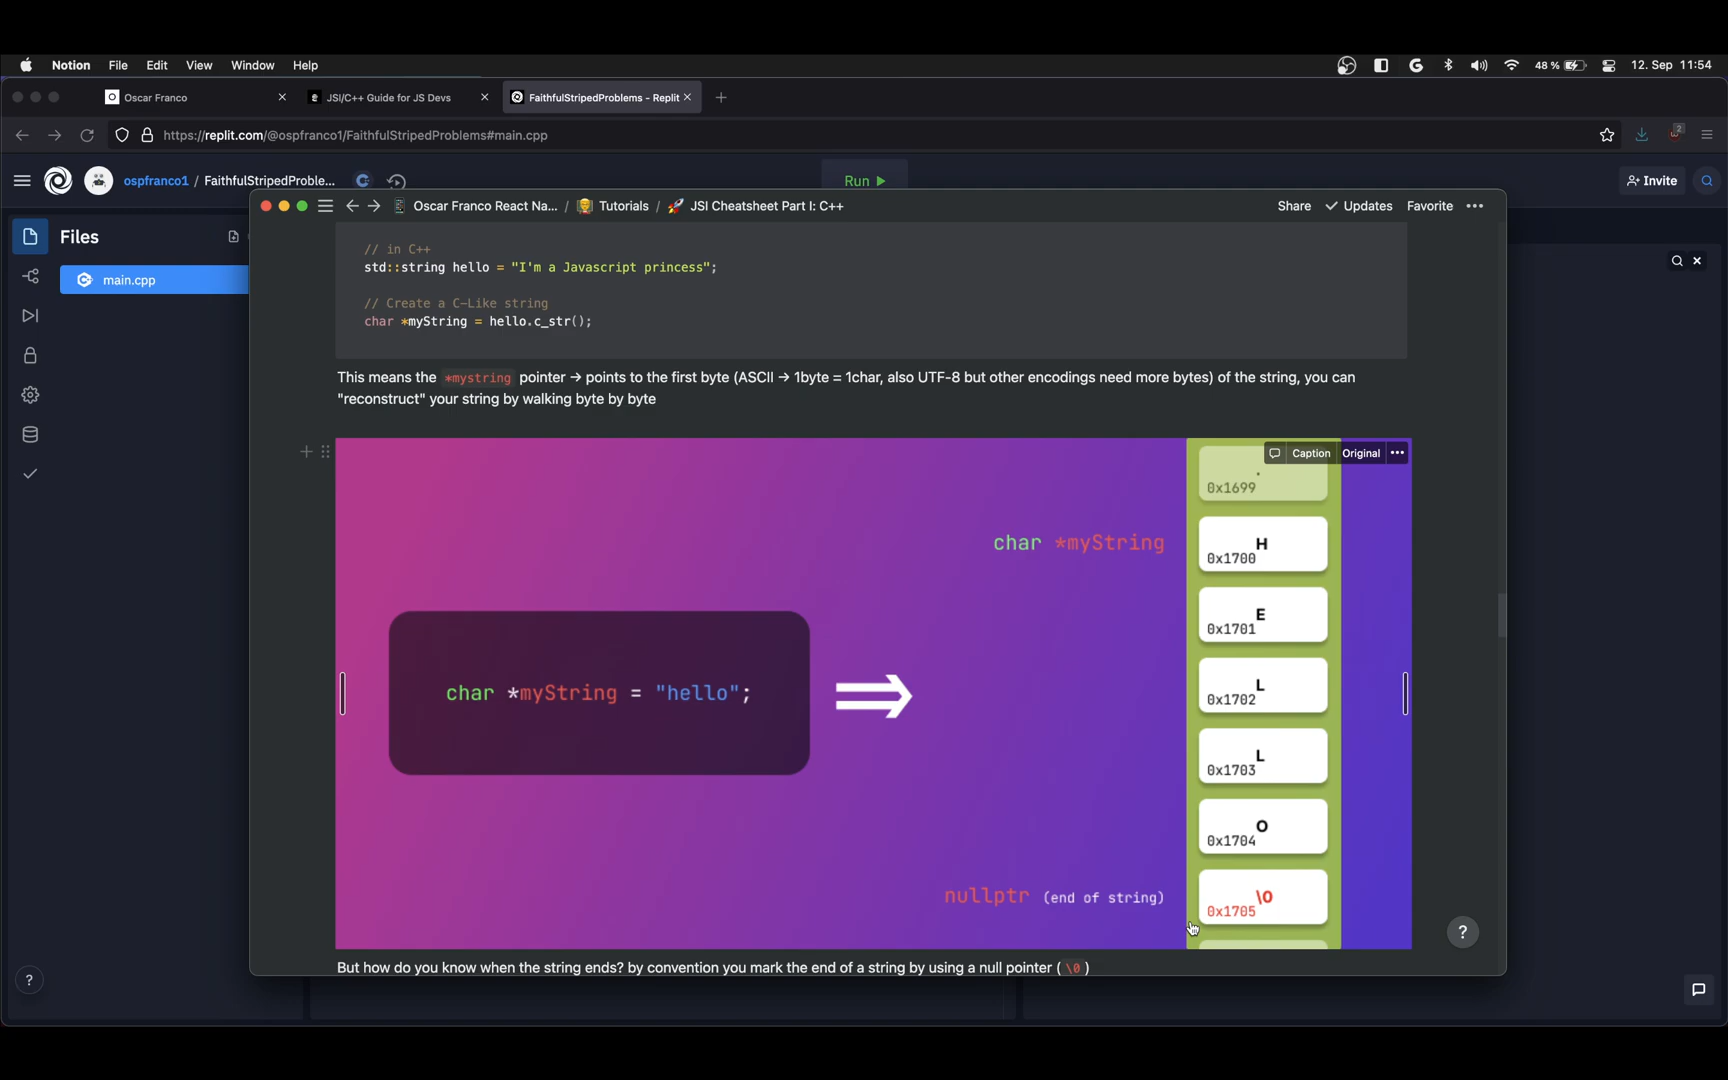 Notion File Edit View Window Help 48 % 12. Sep 11:54
Oscar Franco JSI/C++ Guide for JS Devs FaithfulStripedProblems - Replit
https://replit.com/@ospfranco1/FaithfulStripedProblems#main.cpp 2
ospfranco1 / FaithfulStripedProble... Run Invite
Oscar Franco React Na... / Tutorials / JSI Cheatsheet Part I: C++ Share Updates Favorite
Files
main.cpp
// in C++
std::string hello = "I'm a Javascript princess";
// Create a C-Like string
char *myString = hello.c_str();
This means the *mystring pointer → points to the first byte (ASCII → 1byte = 1char, also UTF-8 but other encodings need more bytes) of the string, you can
"reconstruct" your string by walking byte by byte
Caption Original
.
0x1699
char *myString
H
0x1700
E
0x1701
char *myString = "hello";
L
0x1702
L
0x1703
O
0x1704
nullptr (end of string)
\0
0x1705
?
But how do you know when the string ends? by convention you mark the end of a string by using a null pointer ( \0 )
?